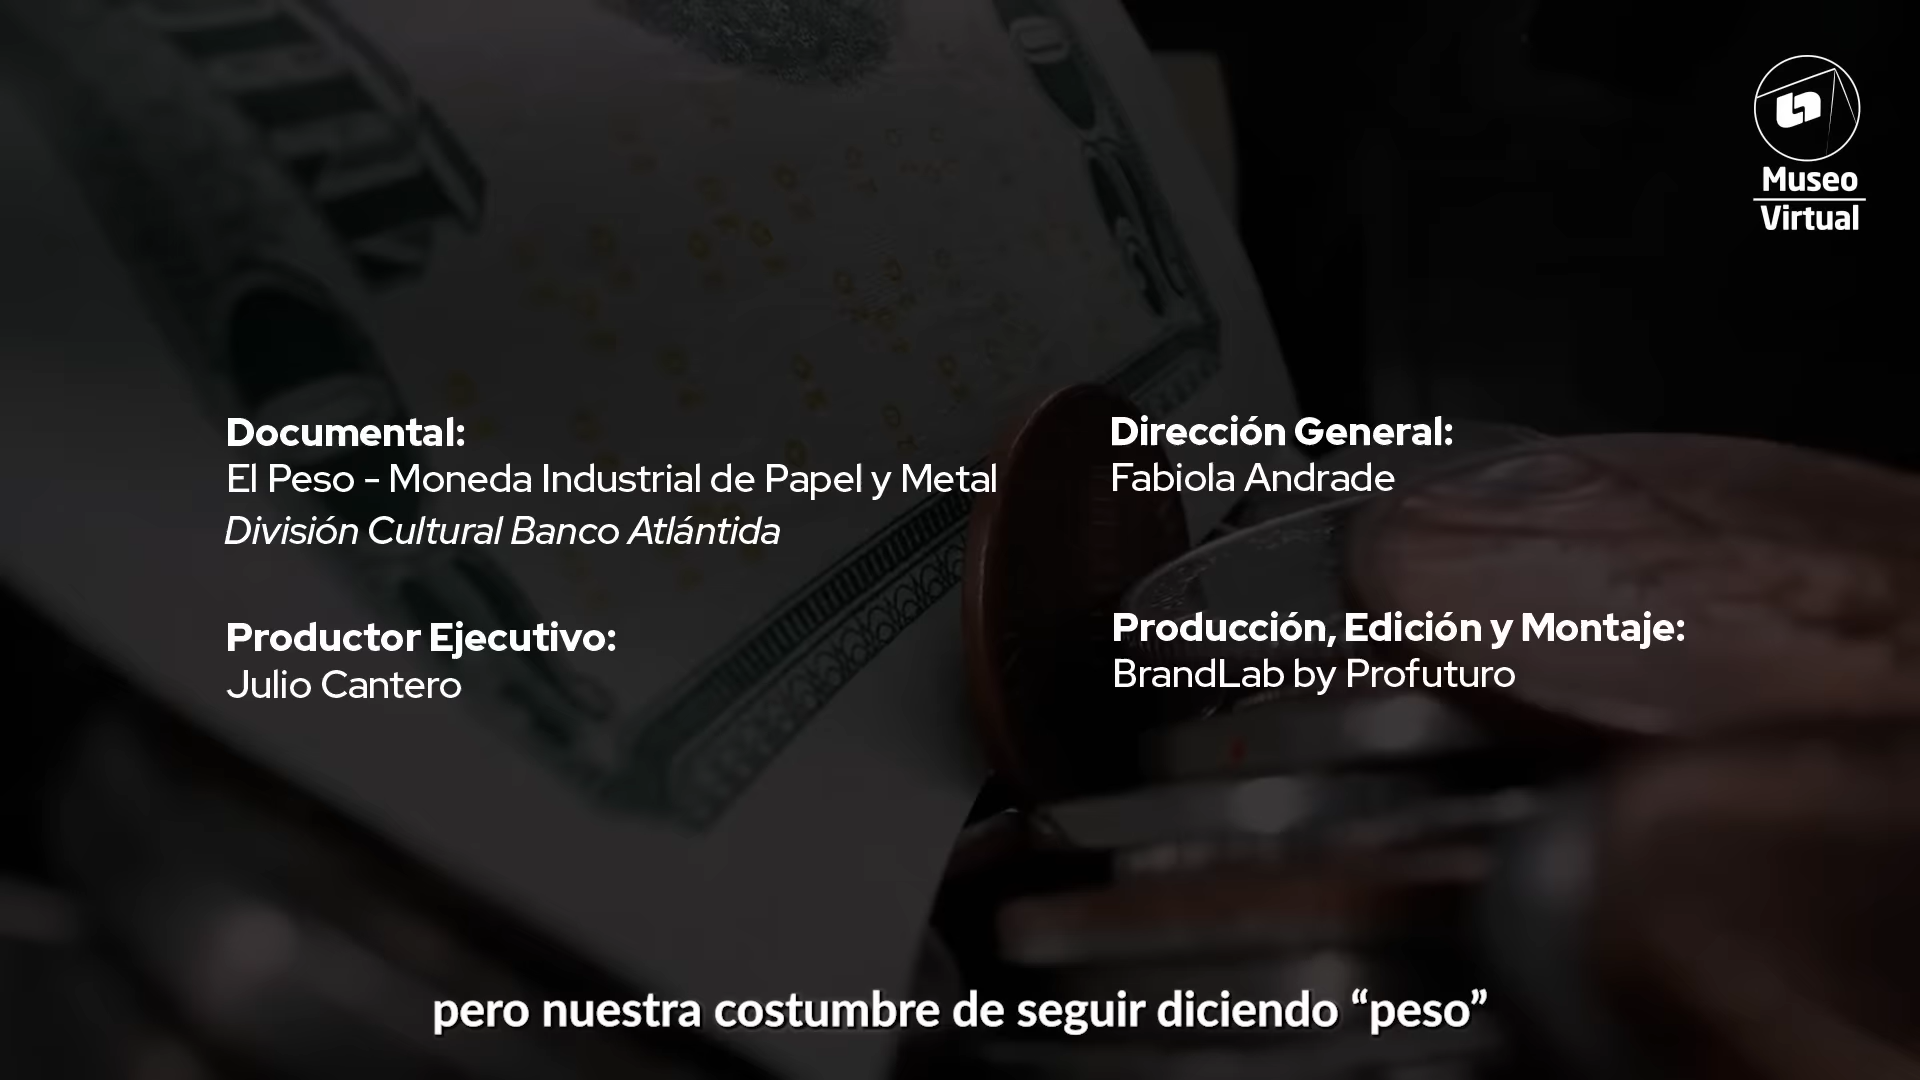 Museo
Virtual
Documental:
El Peso - Moneda Industrial de Papel y Metal
División Cultural Banco Atlántida
Productor Ejecutivo:
Julio Cantero
Dirección General:
Fabiola Andrade
Producción, Edición y Montaje:
BrandLab by Profuturo
pero nuestra costumbre de seguir diciendo “peso”